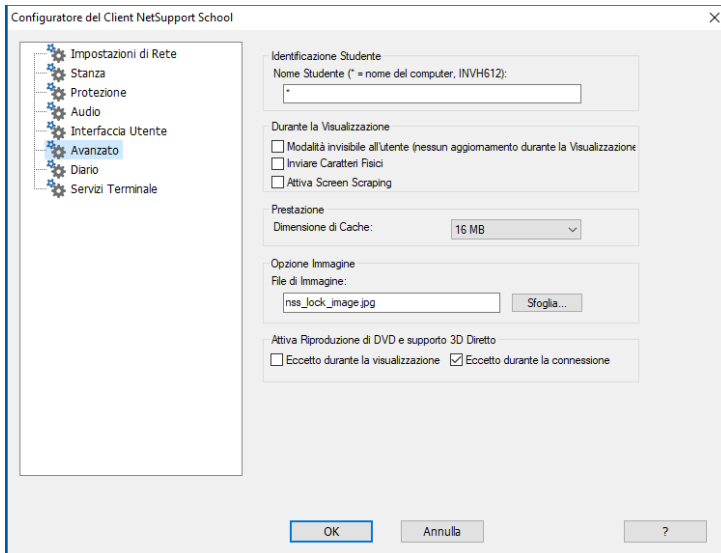 Configuratore del Client NetSupport School
Impostazioni di Rete
Stanza
Protezione
Audio
Interfaccia Utente
Avanzato
Diario
Servizi Terminale
Identificazione Studente
Nome Studente (* = nome del computer, INVH612):
*
Durante la Visualizzazione
Modalità invisibile all'utente (nessun aggiornamento durante la Visualizzazione
Inviare Caratteri Fisici
Attiva Screen Scraping
Prestazione
Dimensione di Cache: 16 MB
Opzione Immagine
File di Immagine:
nss_lock_image.jpg Sfoglia...
Attiva Riproduzione di DVD e supporto 3D Diretto
Eccetto durante la visualizzazione Eccetto durante la connessione
OK Annulla ?